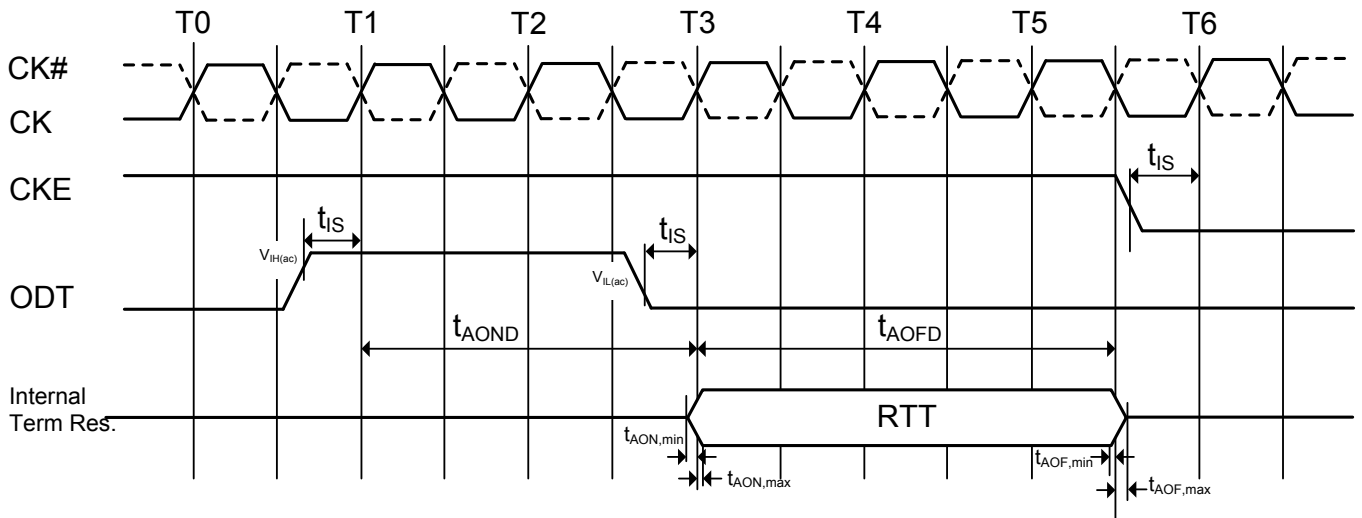 T0 T1 T2 T3 T4 T5 T6
CK#
CK
CKE
tIS
tIS
tIS
VIH(ac)
VIL(ac)
ODT
tAOND
tAOFD
Internal
Term Res.
RTT
tAON,min
tAOF,min
tAON,max
tAOF,max